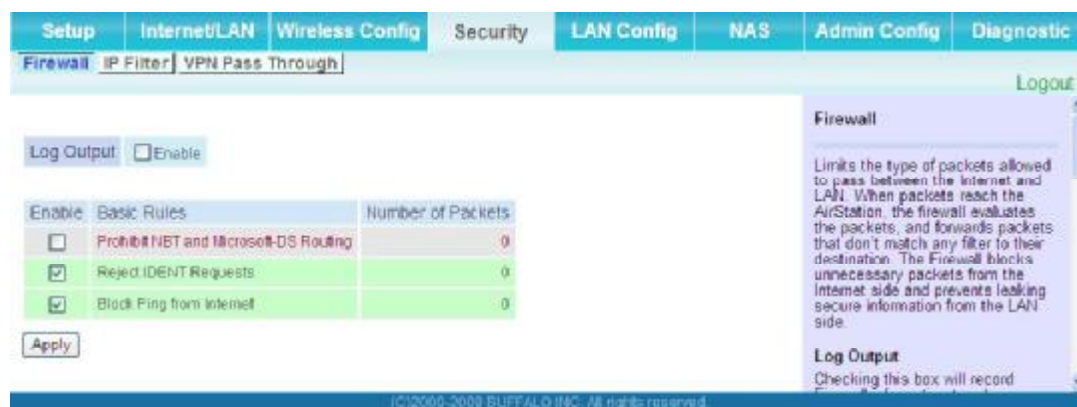 Setup Internet/LAN Wireless Config Security LAN Config NAS Admin Config Diagnostic
Firewall IP Filter VPN Pass Through
Logout
Log Output Enable
Enable Basic Rules Number of Packets
Prohibit NBT and Microsoft-DS Routing 0
Reject IDENT Requests 0
Block Ping from Internet 0
Apply
Firewall
Limits the type of packets allowed
to pass between the Internet and
LAN. When packets reach the
AirStation, the firewall evaluates
the packets, and forwards packets
that don't match any filter to their
destination. The Firewall blocks
unnecessary packets from the
Internet side and prevents leaking
secure information from the LAN
side.
Log Output
Checking this box will record
(C)2000-2009 BUFFALO INC. All rights reserved.